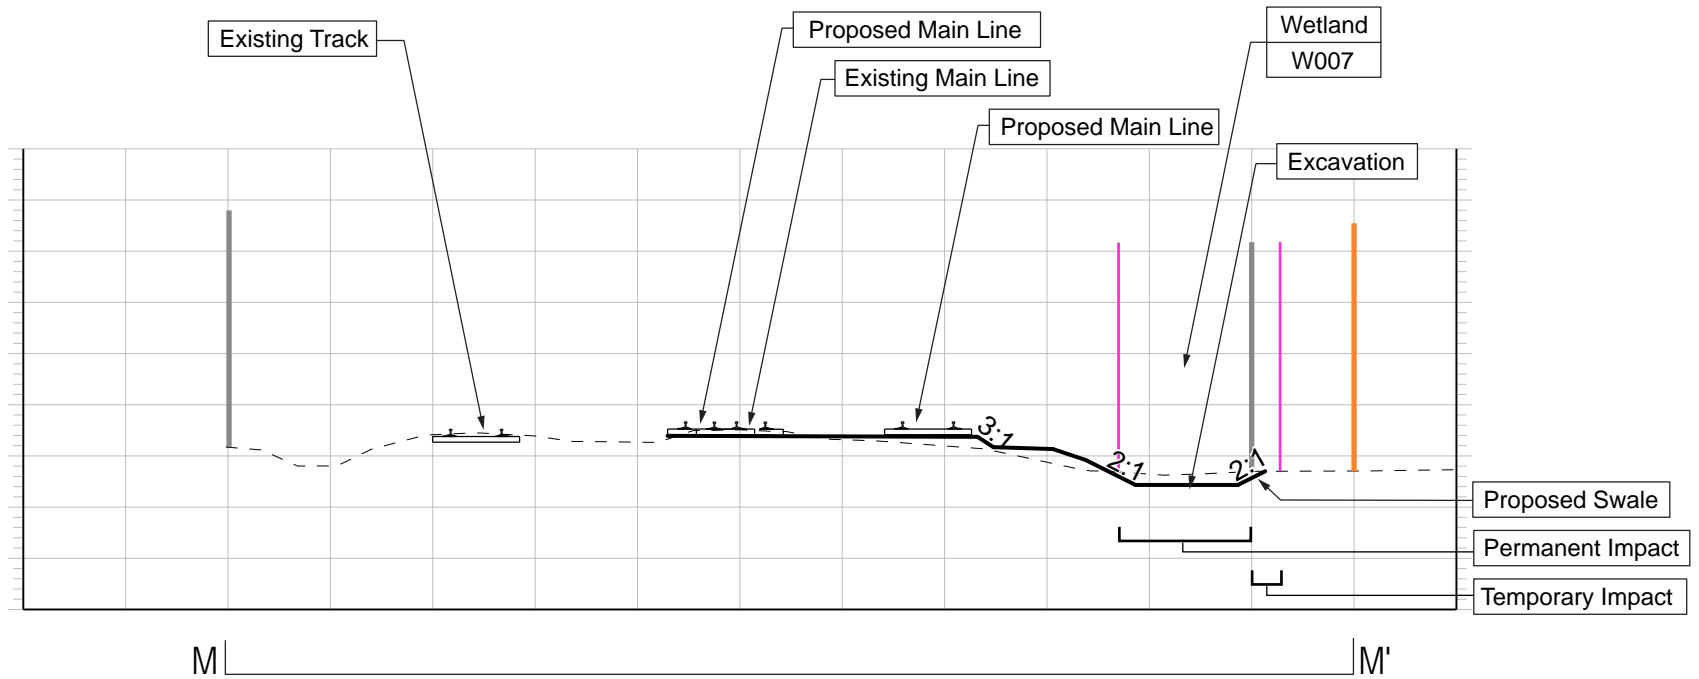 Existing Track
Proposed Main Line
Existing Main Line
Proposed Main Line
Wetland
W007
Excavation
3:1
2:1
2:1
Proposed Swale
Permanent Impact
Temporary Impact
M
M'